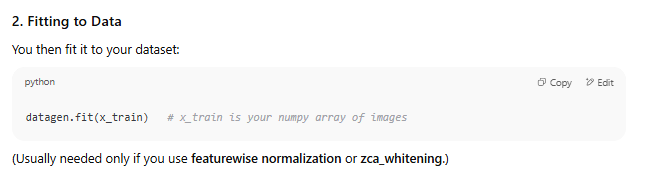 2. Fitting to Data
You then fit it to your dataset:
python
Copy
Edit
datagen.fit(x_train)   # x_train is your numpy array of images
(Usually needed only if you use featurewise normalization or zca_whitening.)